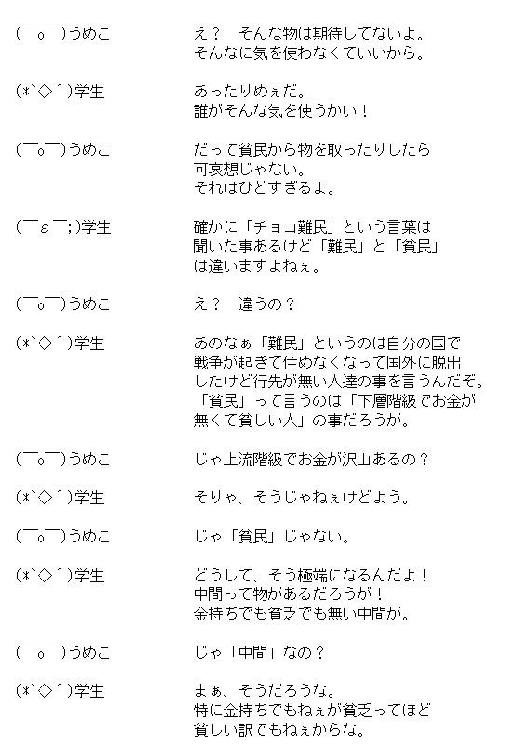 (　ｏ　)うめこ　え？　そんな物は期待してないよ。
そんなに気を使わなくていいから。
(*`◇´)学生　あったりめぇだ。
誰がそんな気を使うかい！
(￣o￣)うめこ　だって貧民から物を取ったりしたら
可哀想じゃない。
それはひどすぎるよ。
(￣ε￣;)学生　確かに「チョコ難民」という言葉は
聞いた事あるけど「難民」と「貧民」
は違いますよねぇ。
(￣o￣)うめこ　え？　違うの？
(*`◇´)学生　あのなぁ「難民」というのは自分の国で
戦争が起きて住めなくなって国外に脱出
したけど行先が無い人達の事を言うんだぞ。
「貧民」って言うのは「下層階級でお金が
無くて貧しい人」の事だろうが。
(￣o￣)うめこ　じゃ上流階級でお金が沢山あるの？
(*`◇´)学生　そりゃ、そうじゃねぇけどよう。
(￣o￣)うめこ　じゃ「貧民」じゃない。
(*`◇´)学生　どうして、そう極端になるんだよ！
中間って物があるだろうが！
金持ちでも貧乏でも無い中間が。
(　ｏ　)うめこ　じゃ「中間」なの？
(*`◇´)学生　まぁ、そうだろうな。
特に金持ちでもねぇが貧乏ってほど
貧しい訳でもねぇからな。